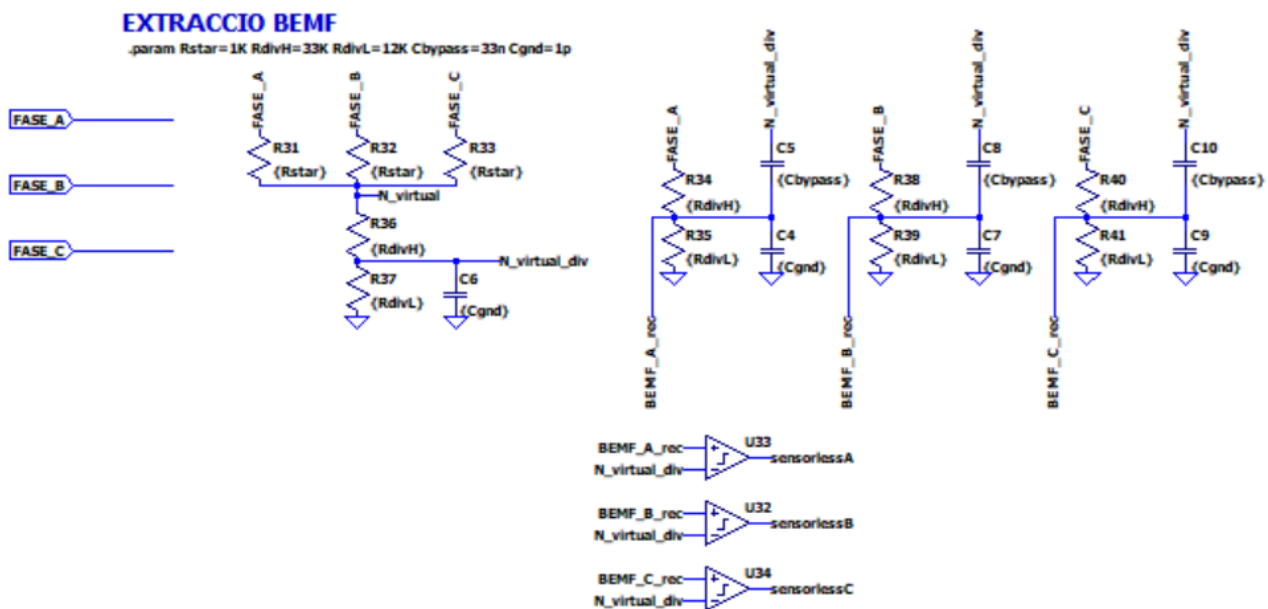 EXTRACCIO BEMF
.param Rstar=1K RdivH=33K RdivL=12K Cbypass=33n Cgnd=1p
FASE_A
FASE_B
FASE_C
FASE_A
FASE_B
FASE_C
R31
{Rstar}
R32
{Rstar}
R33
{Rstar}
N_virtual
R36
{RdivH}
N_virtual_div
R37
{RdivL}
C6
{Cgnd}
FASE_A
N_virtual_div
R34
{RdivH}
C5
{Cbypass}
R35
{RdivL}
C4
{Cgnd}
BEMF_A_rec
FASE_B
N_virtual_div
R38
{RdivH}
C8
{Cbypass}
R39
{RdivL}
C7
{Cgnd}
BEMF_B_rec
FASE_C
N_virtual_div
R40
{RdivH}
C10
{Cbypass}
R41
{RdivL}
C9
{Cgnd}
BEMF_C_rec
BEMF_A_rec
N_virtual_div
U33
sensorlessA
BEMF_B_rec
N_virtual_div
U32
sensorlessB
BEMF_C_rec
N_virtual_div
U34
sensorlessC